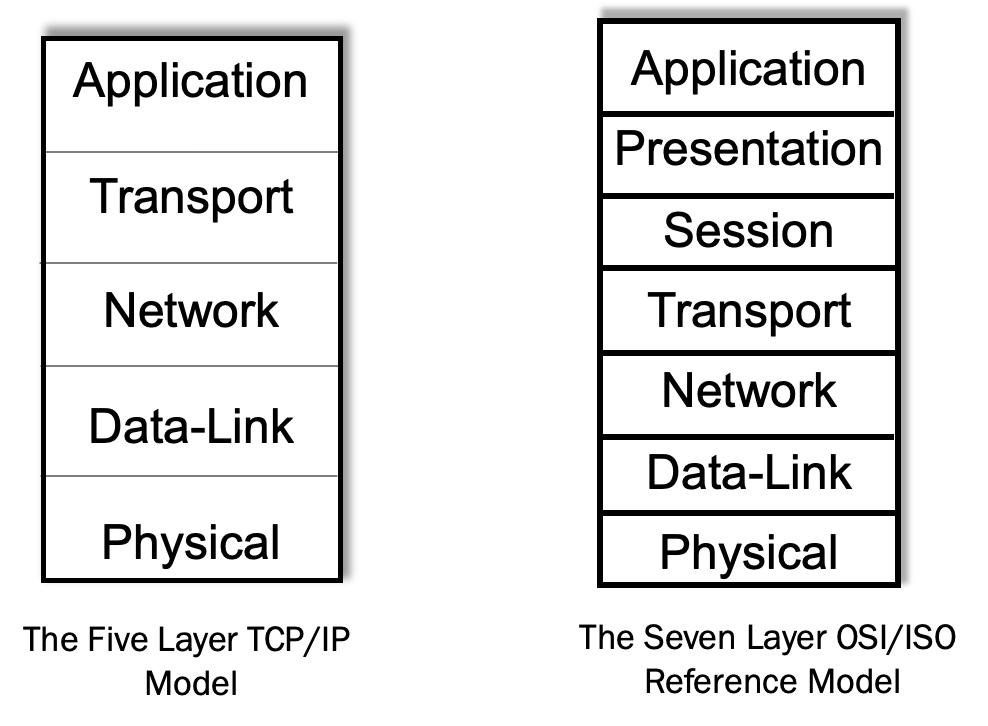 Application
Transport
Network
Data-Link
Physical
The Five Layer TCP/IP
Model
Application
Presentation
Session
Transport
Network
Data-Link
Physical
The Seven Layer OSI/ISO
Reference Model